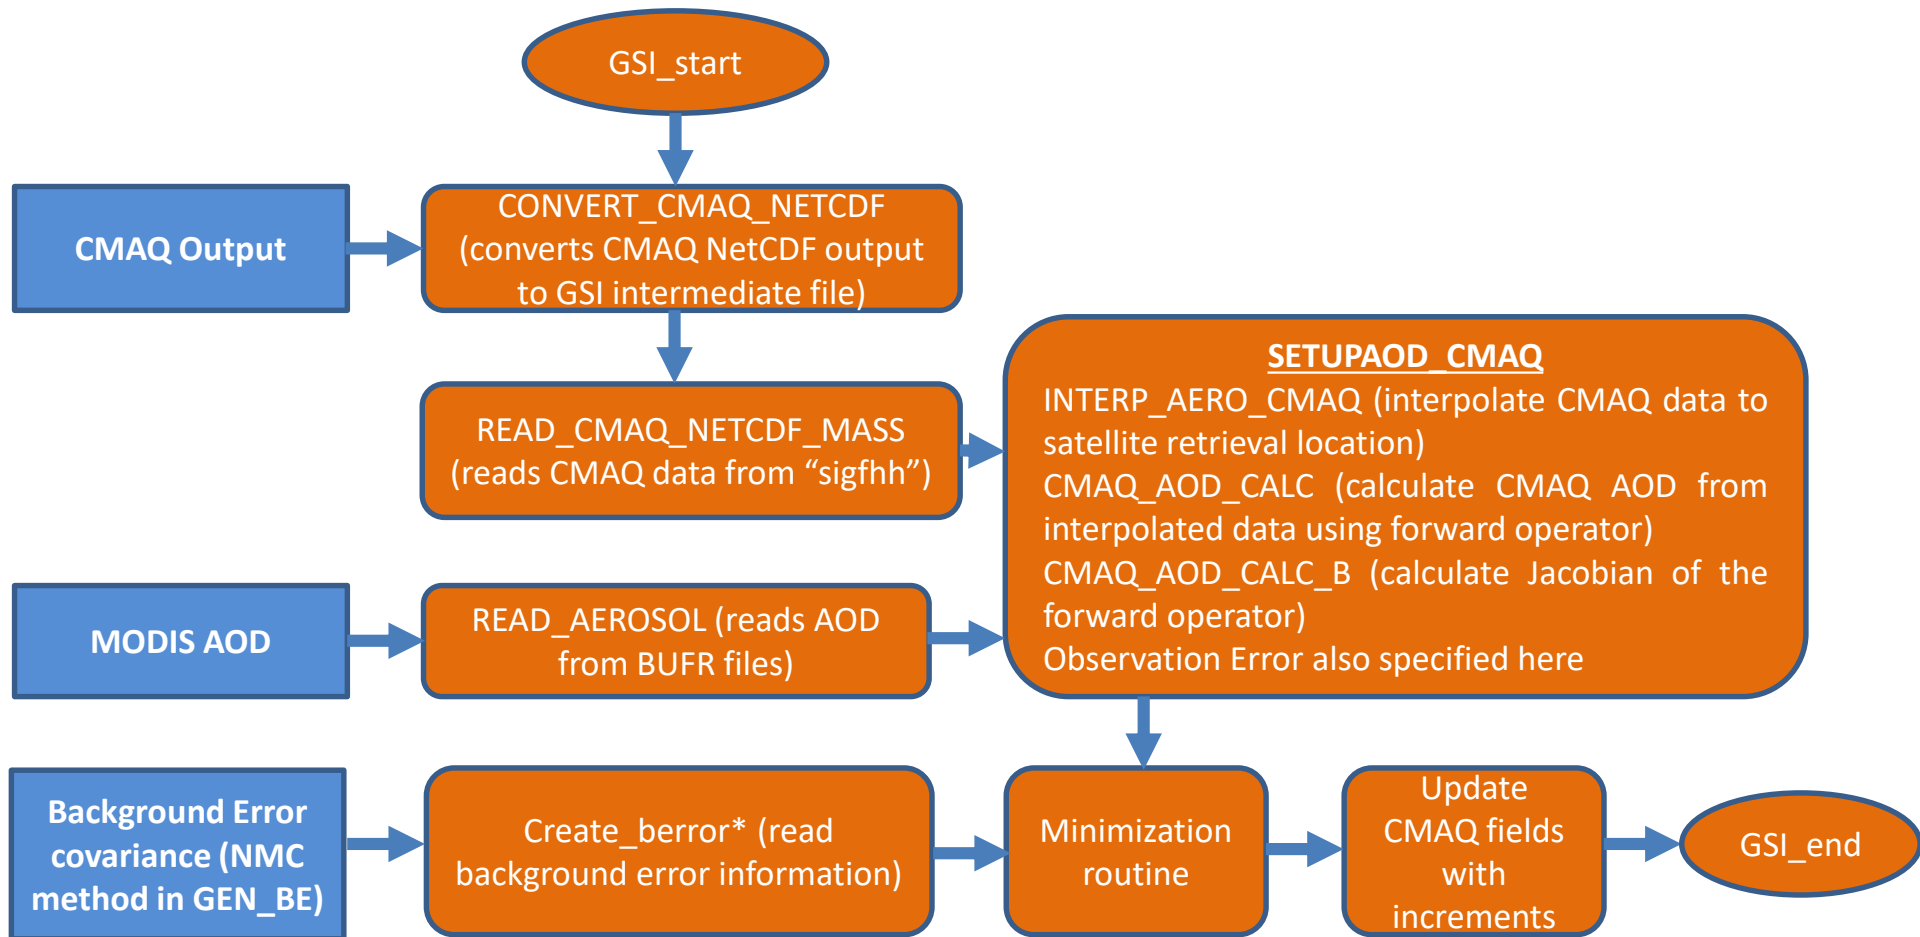 GSI_start
CMAQ Output
CONVERT_CMAQ_NETCDF
(converts CMAQ NetCDF output
to GSI intermediate file)
READ_CMAQ_NETCDF_MASS
(reads CMAQ data from “sigfhh”)
SETUPAOD_CMAQ
INTERP_AERO_CMAQ (interpolate CMAQ data to
satellite retrieval location)
CMAQ_AOD_CALC (calculate CMAQ AOD from
interpolated data using forward operator)
CMAQ_AOD_CALC_B (calculate Jacobian of the
forward operator)
Observation Error also specified here
MODIS AOD
READ_AEROSOL (reads AOD
from BUFR files)
Background Error
covariance (NMC
method in GEN_BE)
Create_berror* (read
background error information)
Minimization
routine
Update
CMAQ fields
with
increments
GSI_end